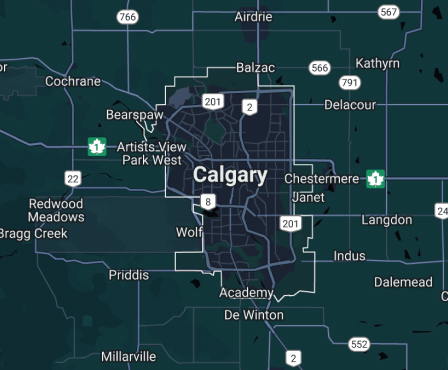 766
Airdrie
567
Balzac
566
Kathyrn
Cochrane
791
201
2
Delacour
Bearspaw
1
Artists View
Park West
Calgary
Chestermere
1
22
Janet
Redwood
Meadows
8
201
Langdon
24
Bragg Creek
Wolf
Indus
Priddis
Dalemead
Academy
De Winton
552
Millarville
2